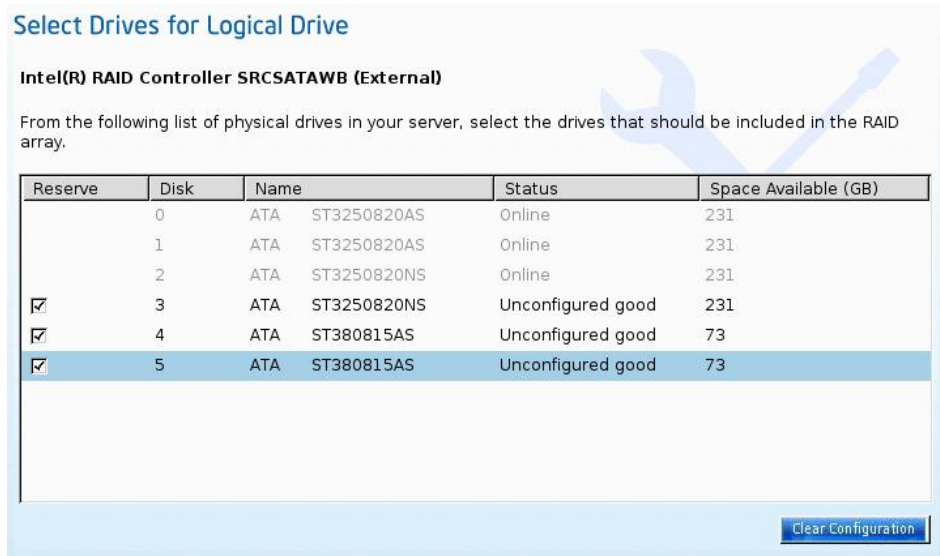 Select Drives for Logical Drive
Intel(R) RAID Controller SRCSATAWB (External)
From the following list of physical drives in your server, select the drives that should be included in the RAID
array.
Reserve Disk Name Status Space Available (GB)
0 ATA ST3250820AS Online 231
1 ATA ST3250820AS Online 231
2 ATA ST3250820NS Online 231
3 ATA ST3250820NS Unconfigured good 231
4 ATA ST380815AS Unconfigured good 73
5 ATA ST380815AS Unconfigured good 73
Clear Configuration